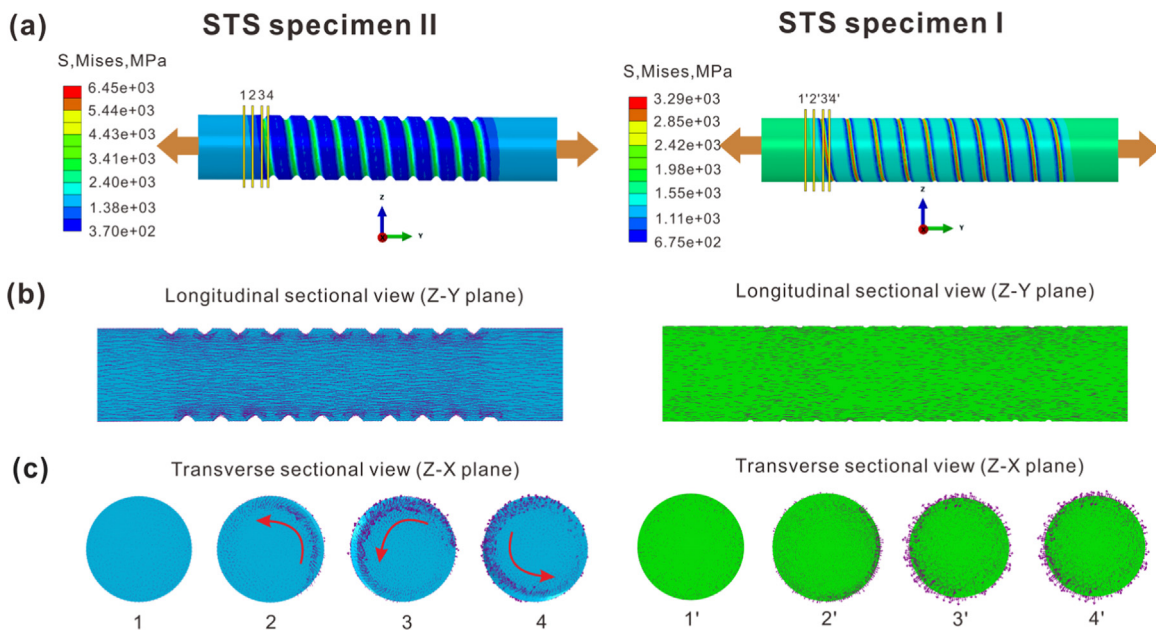 (a)
STS specimen II
STS specimen I
S,Mises,MPa
6.45e+03
5.44e+03
4.43e+03
3.41e+03
2.40e+03
1.38e+03
3.70e+02
1 2 3 4
Z
Y
S,Mises,MPa
3.29e+03
2.85e+03
2.42e+03
1.98e+03
1.55e+03
1.11e+03
6.75e+02
1' 2' 3' 4'
Z
Y
(b)
Longitudinal sectional view (Z-Y plane)
Longitudinal sectional view (Z-Y plane)
(c)
Transverse sectional view (Z-X plane)
Transverse sectional view (Z-X plane)
1 2 3 4
1' 2' 3' 4'